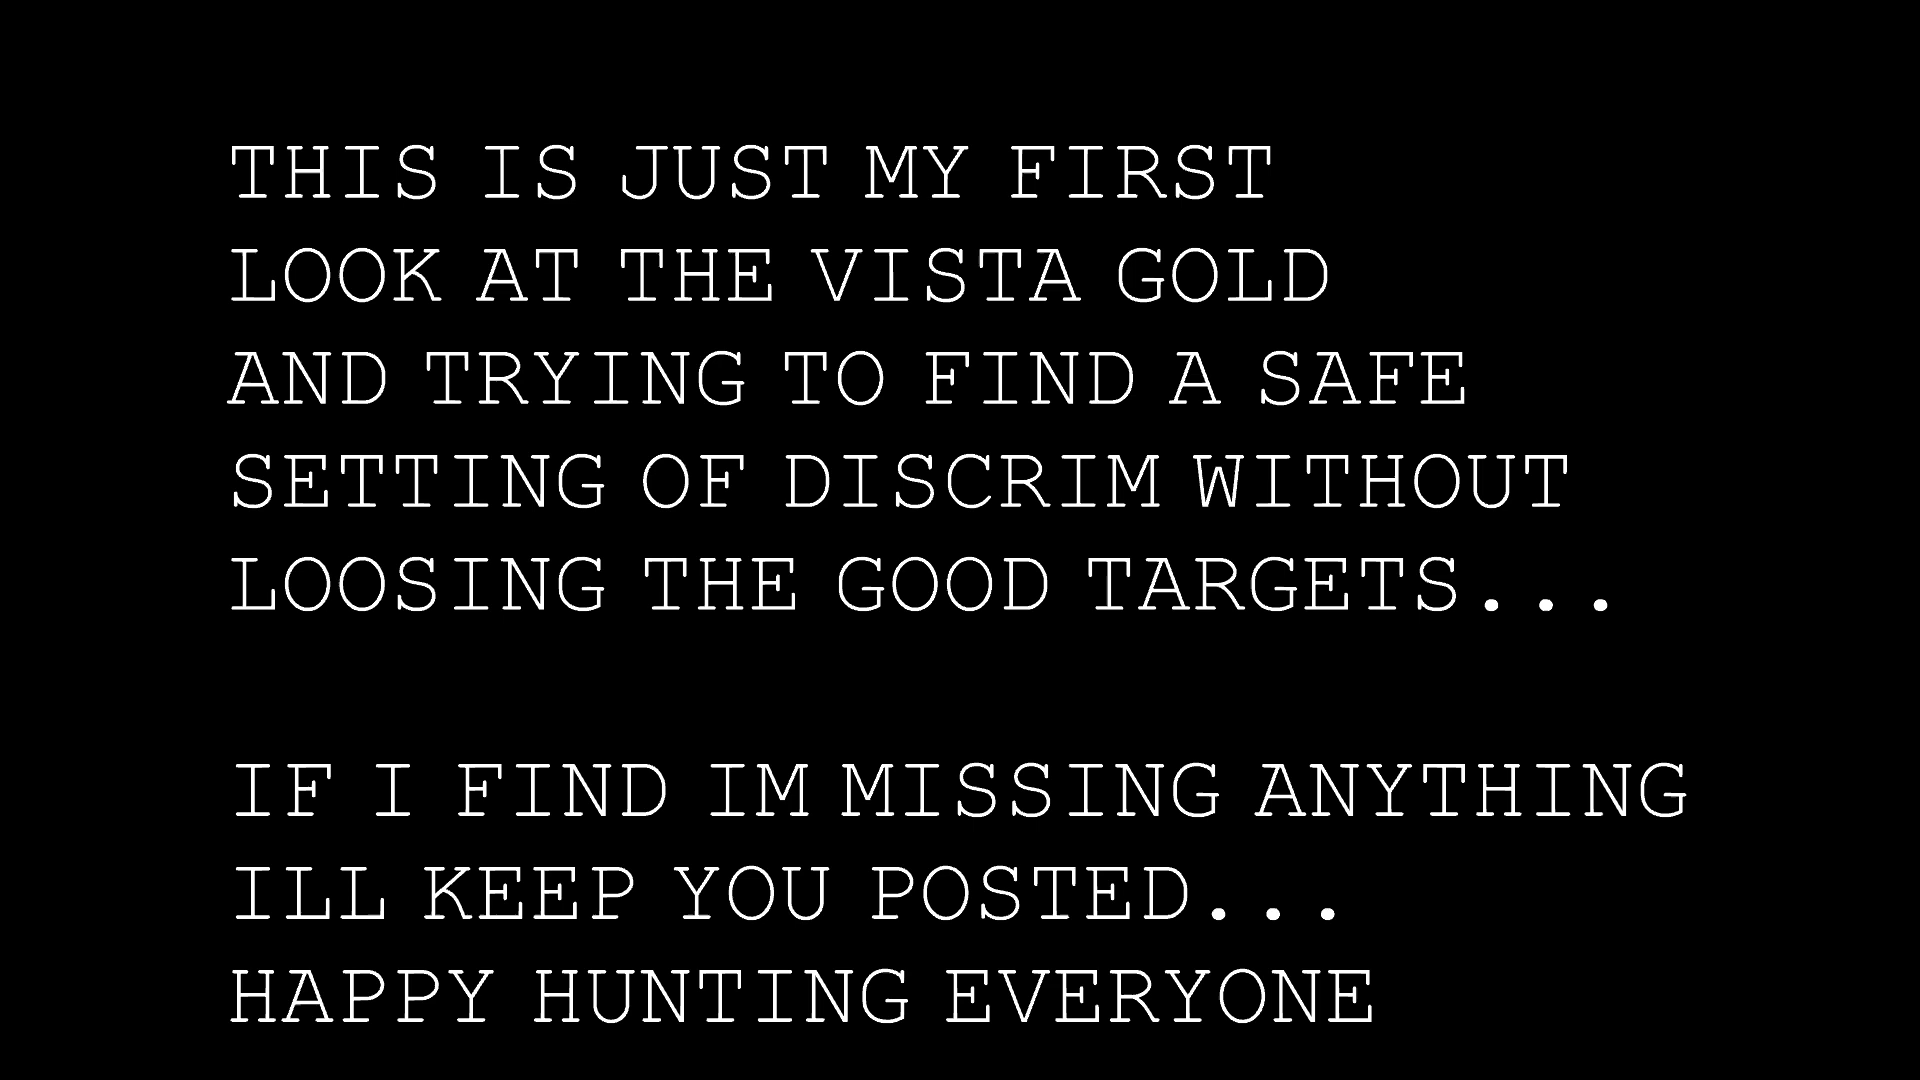 THIS IS JUST MY FIRST
LOOK AT THE VISTA GOLD
AND TRYING TO FIND A SAFE
SETTING OF DISCRIM WITHOUT
LOOSING THE GOOD TARGETS...
IF I FIND IM MISSING ANYTHING
ILL KEEP YOU POSTED...
HAPPY HUNTING EVERYONE